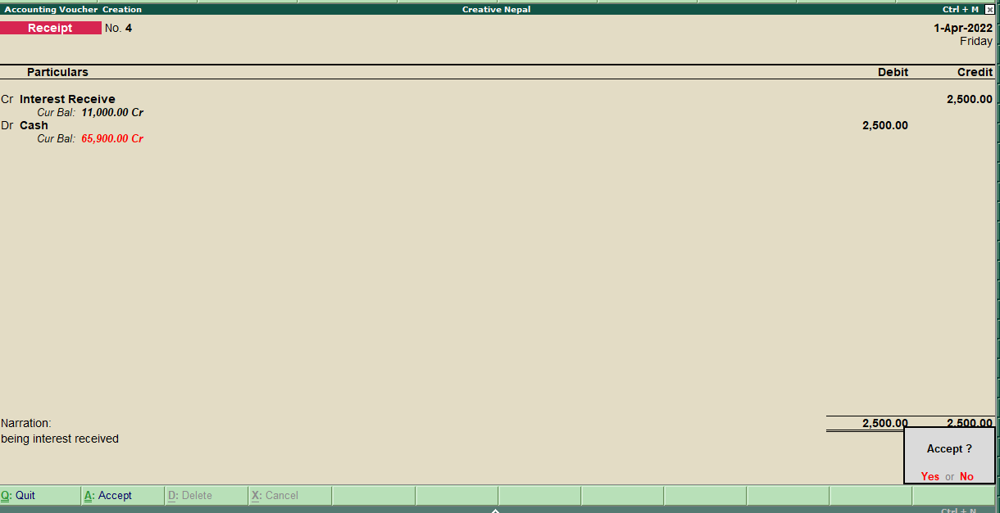 Accounting Voucher Creation Creative Nepal Ctrl + M
Receipt No. 4 1-Apr-2022
Friday
Particulars Debit Credit
Cr Interest Receive 2,500.00
Cur Bal: 11,000.00 Cr
Dr Cash 2,500.00
Cur Bal: 65,900.00 Cr
Narration: 2,500.00 2,500.00
being interest received
Accept ?
Yes or No
Q: Quit A: Accept D: Delete X: Cancel
Ctrl + N